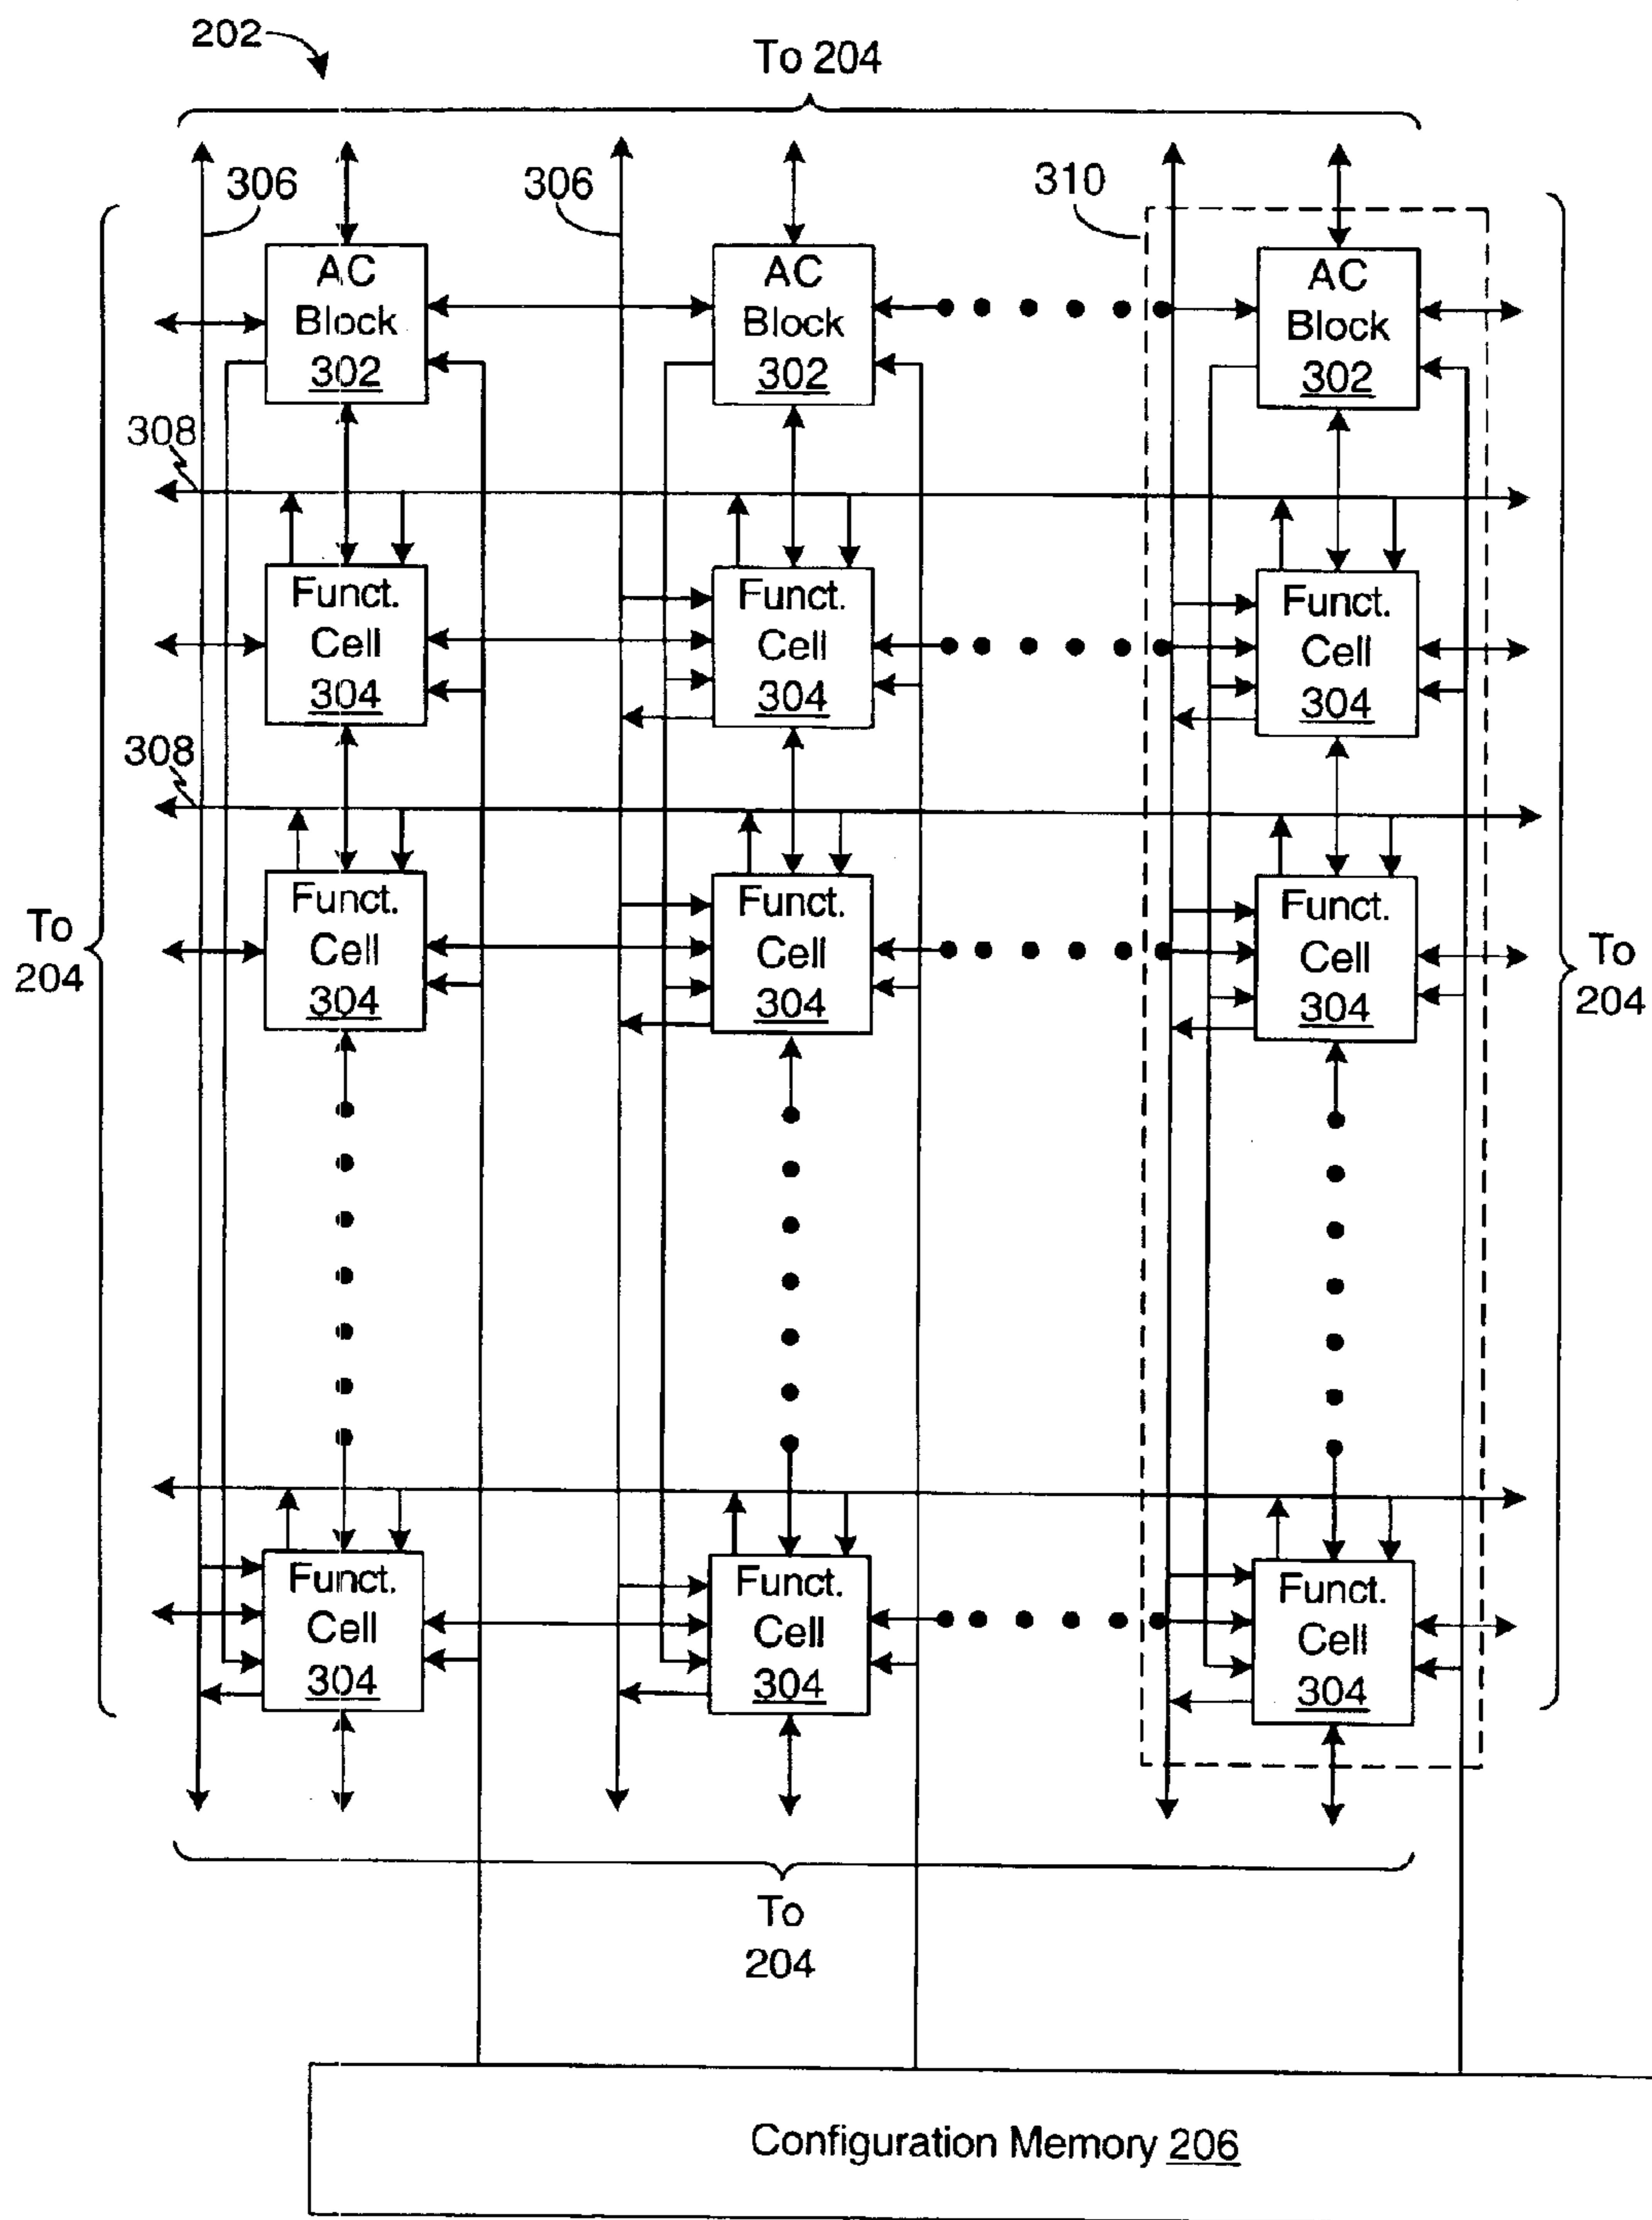 202
To 204
306
306
310
AC
Block
302
AC
Block
302
AC
Block
302
308
Funct.
Cell
304
Funct.
Cell
304
Funct.
Cell
304
308
To
204
Funct.
Cell
304
Funct.
Cell
304
Funct.
Cell
304
To
204
Funct.
Cell
304
Funct.
Cell
304
Funct.
Cell
304
To
204
Configuration Memory 206